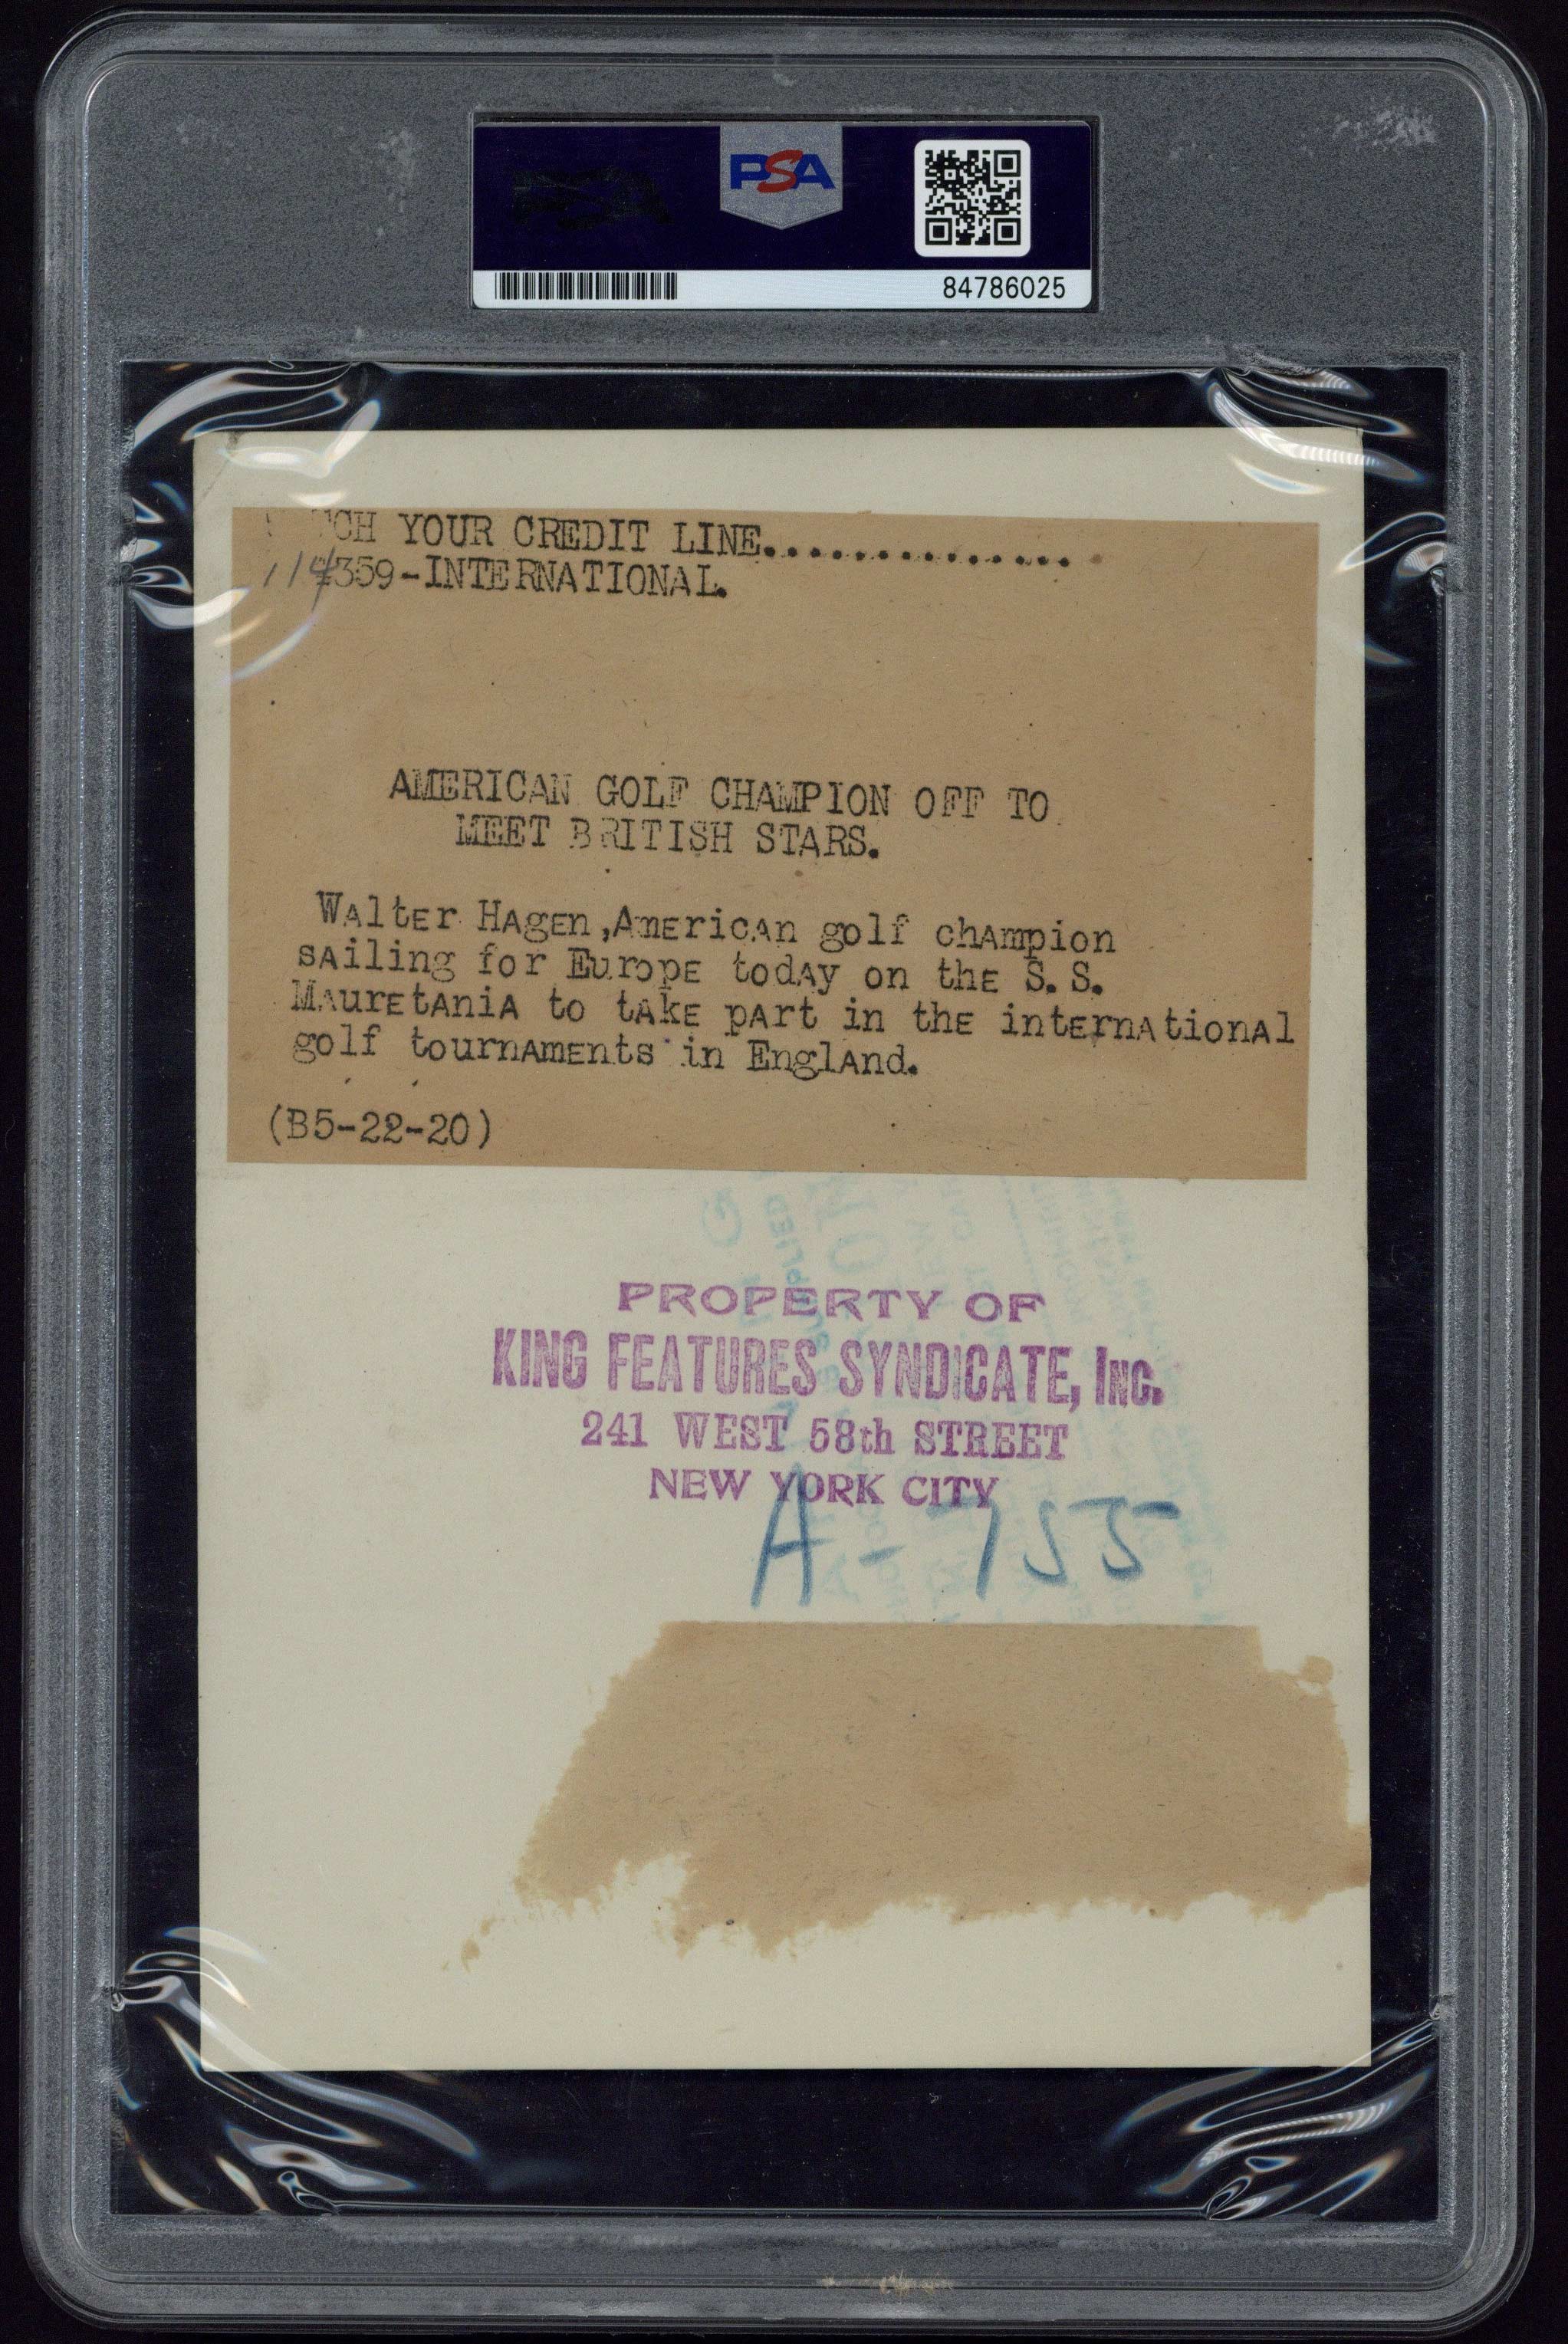 PSA
84786025
YOUR CREDIT LINE...............
114359-INTERNATIONAL.
AMERICAN GOLF CHAMPION OFF TO
MEET BRITISH STARS.
Walter Hagen,American golf champion
sailing for Europe today on the S.S.
Mauretania to take part in the international
golf tournaments in England.
(B5-22-20)
PROPERTY OF
KING FEATURES SYNDICATE, INC.
241 WEST 58th STREET
NEW YORK CITY
A-755